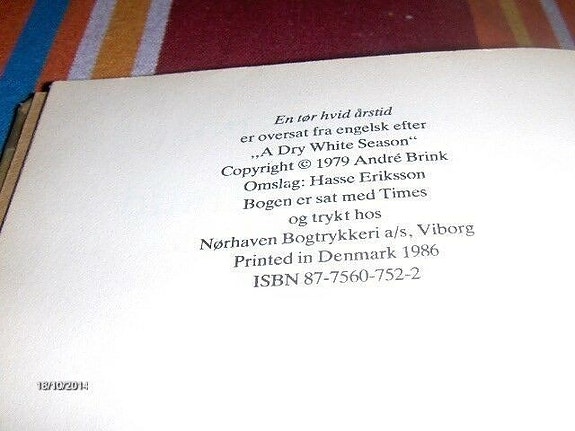 En tør hvid årstid
er oversat fra engelsk efter
„A Dry White Season“
Copyright © 1979 André Brink
Omslag: Hasse Eriksson
Bogen er sat med Times
og trykt hos
Nørhaven Bogtrykkeri a/s, Viborg
Printed in Denmark 1986
ISBN 87-7560-752-2
18/10/2014